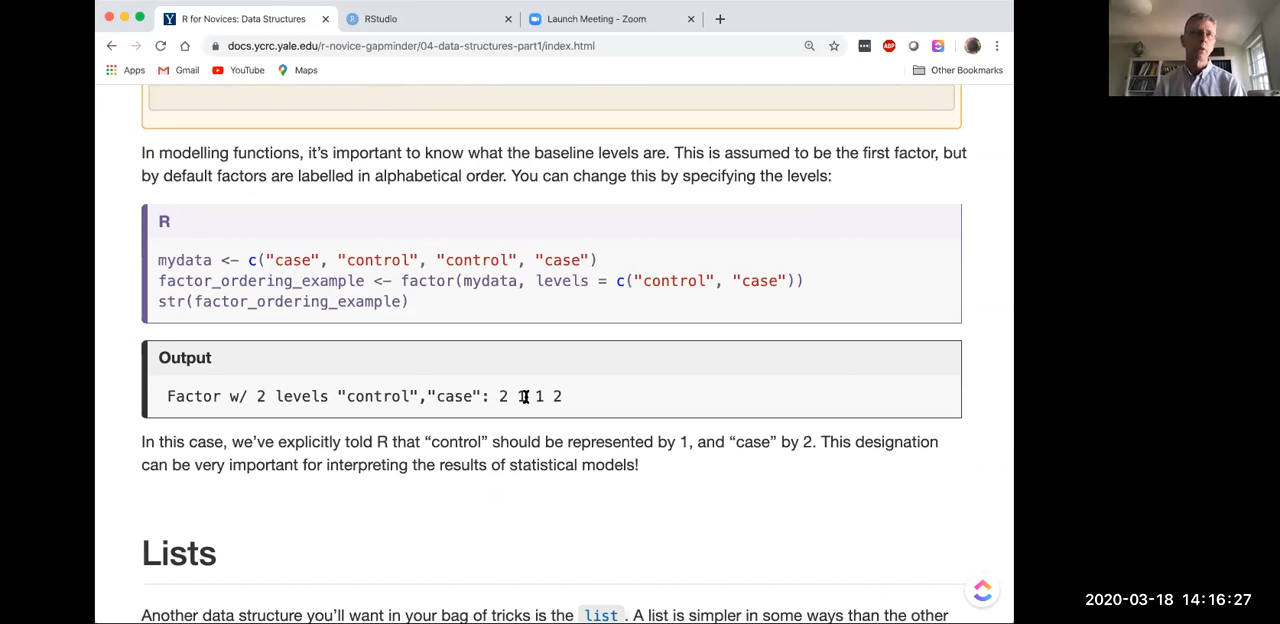 R for Novices: Data Structures
RStudio
Launch Meeting - Zoom
docs.ycrc.yale.edu/r-novice-gapminder/04-data-structures-part1/index.html
ABP
Apps Gmail YouTube Maps Other Bookmarks
In modelling functions, it's important to know what the baseline levels are. This is assumed to be the first factor, but
by default factors are labelled in alphabetical order. You can change this by specifying the levels:
R
mydata <- c("case", "control", "control", "case")
factor_ordering_example <- factor(mydata, levels = c("control", "case"))
str(factor_ordering_example)
Output
Factor w/ 2 levels "control","case": 2 1 1 2
In this case, we've explicitly told R that “control” should be represented by 1, and “case” by 2. This designation
can be very important for interpreting the results of statistical models!
Lists
Another data structure you'll want in your bag of tricks is the list. A list is simpler in some ways than the other
2020-03-18 14:16:27